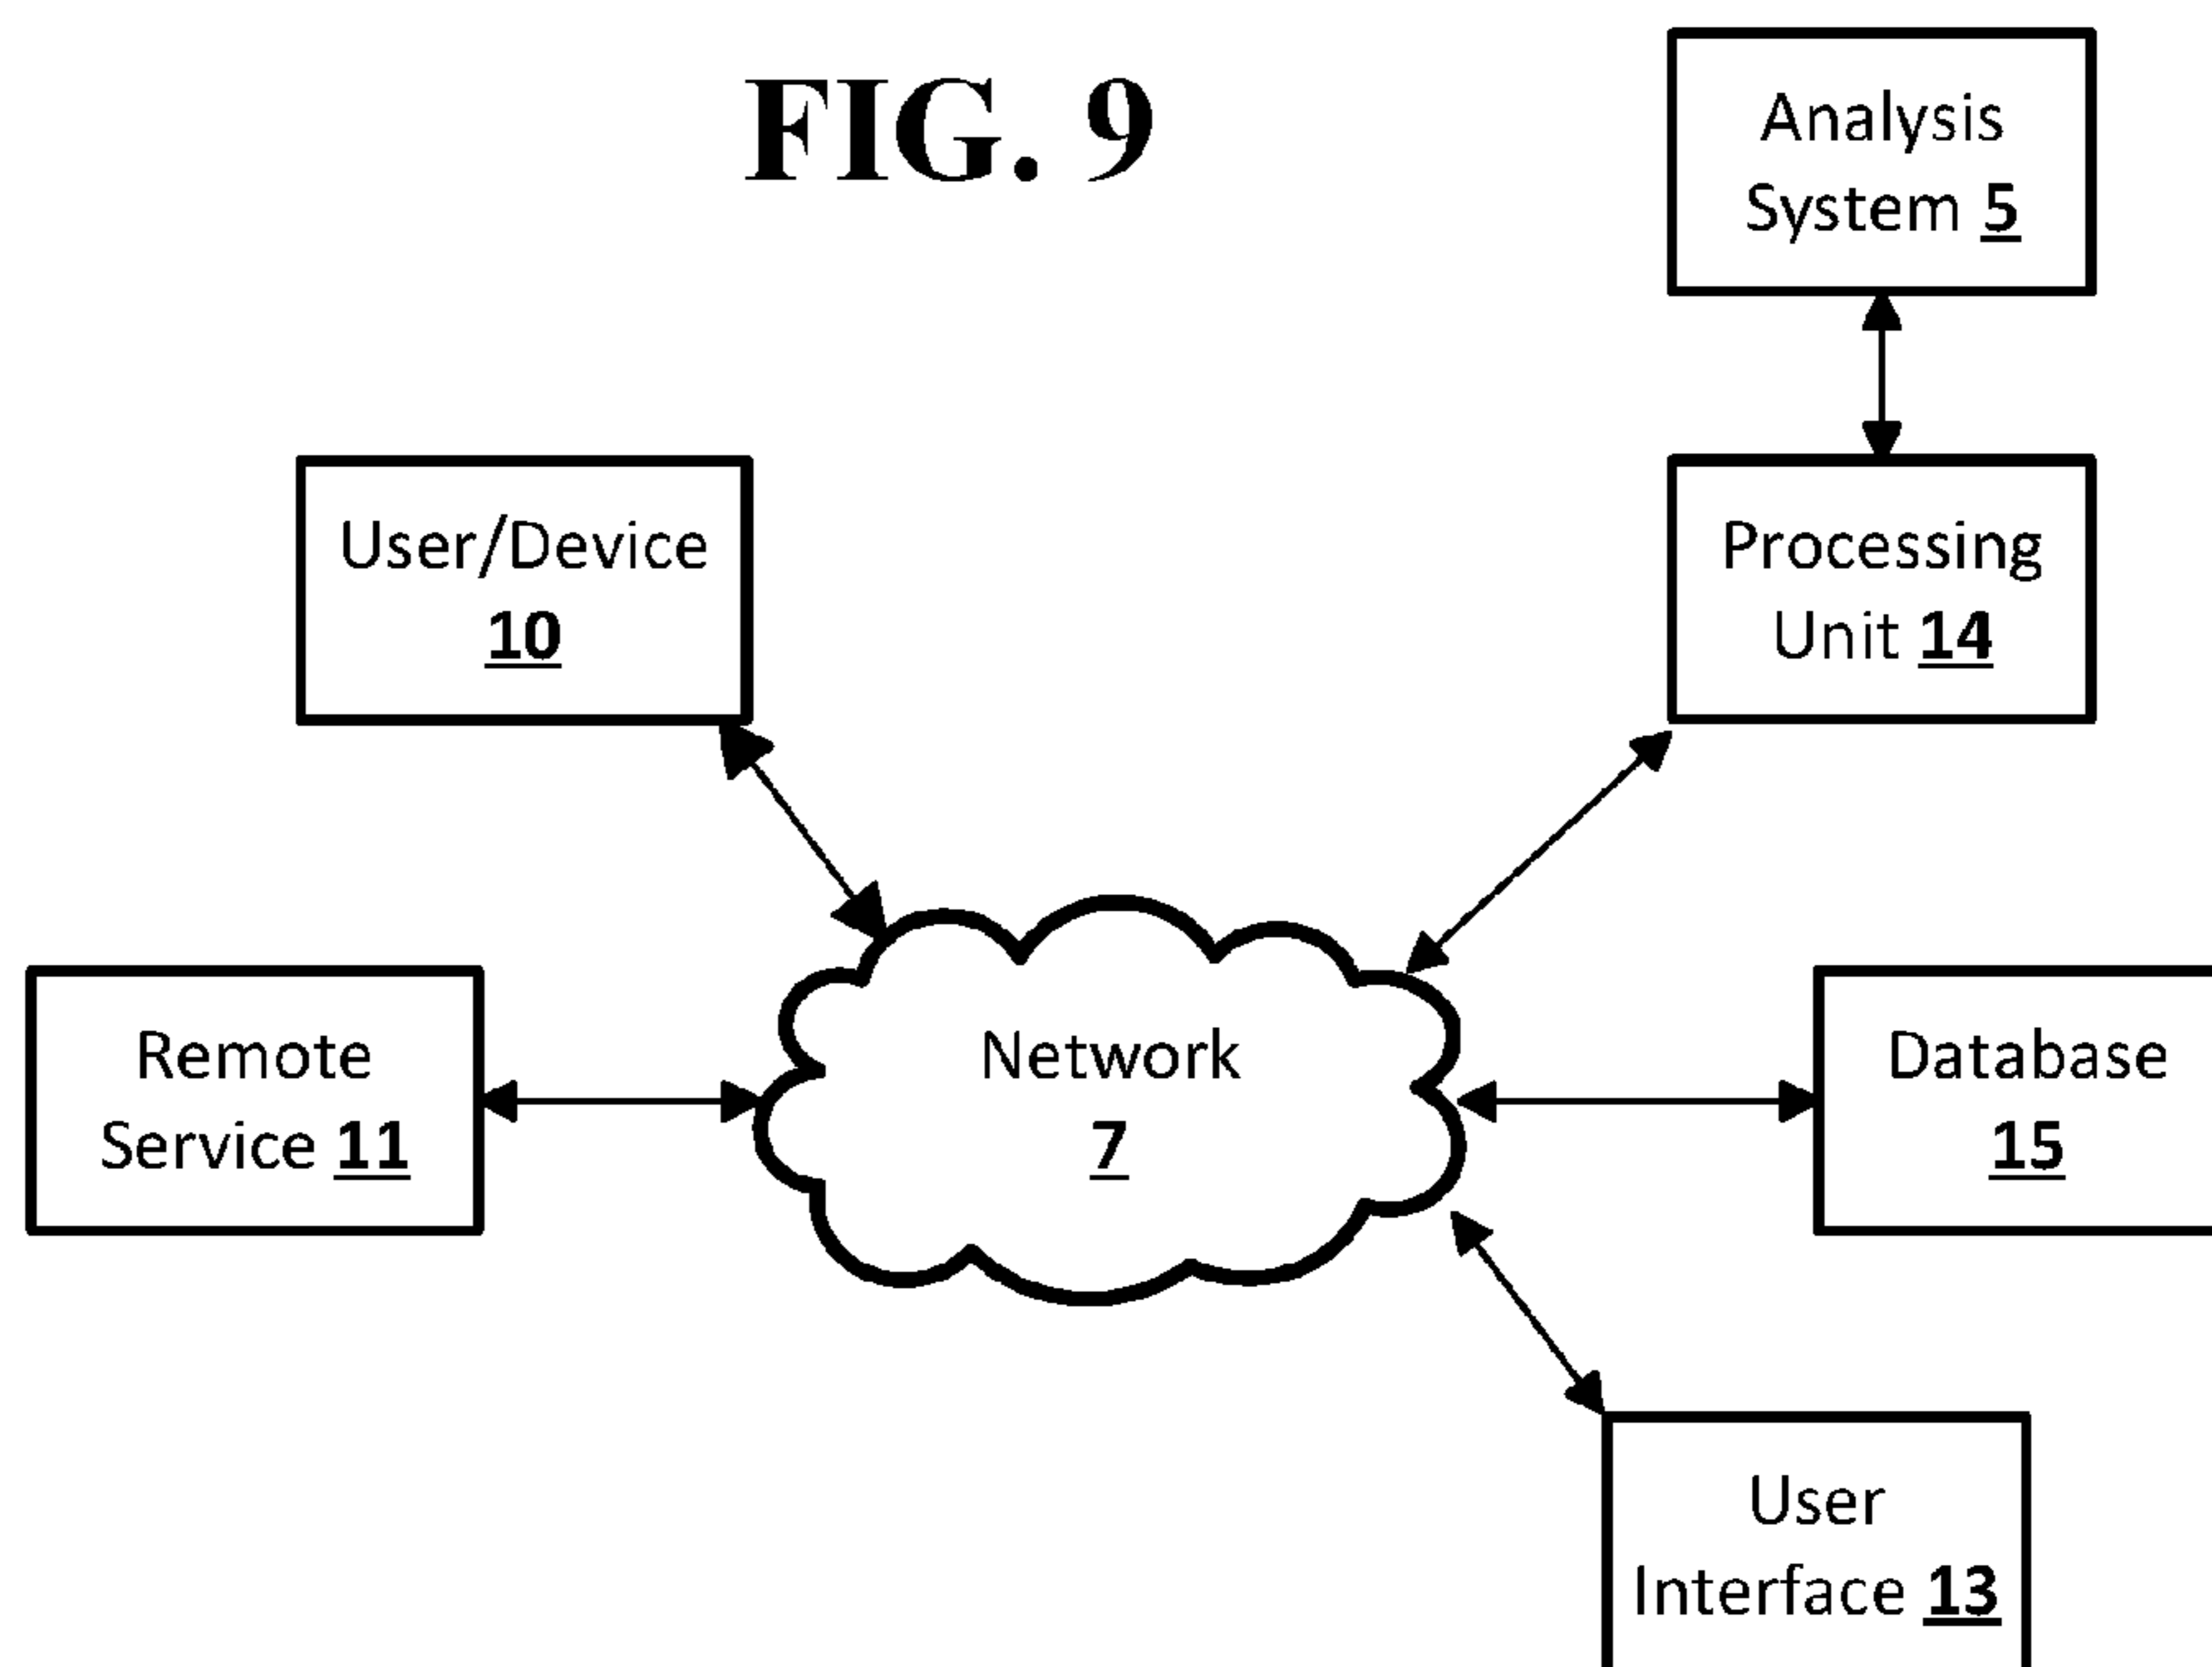 FIG. 9
Analysis
System 5
User/Device
10
Processing
Unit 14
Remote
Service 11
Network
7
Database
15
User
Interface 13